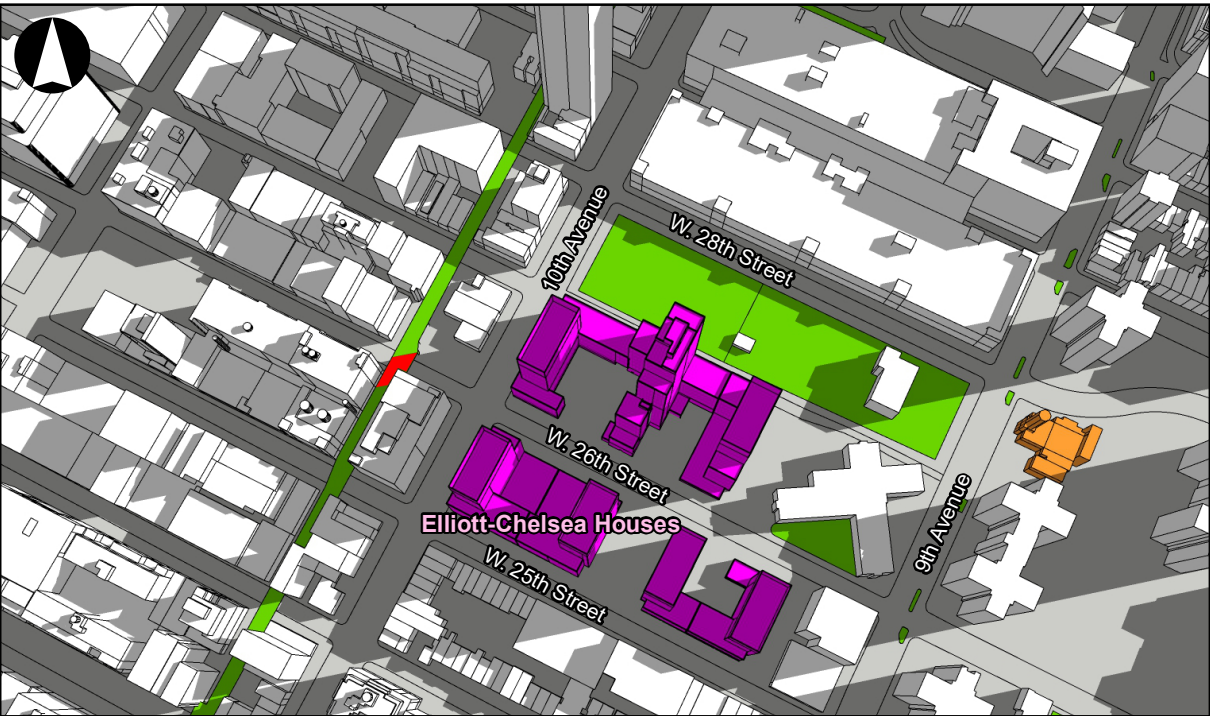 10th Avenue
W. 28th Street
W. 26th Street
Elliott-Chelsea Houses
W. 25th Street
9th Avenue